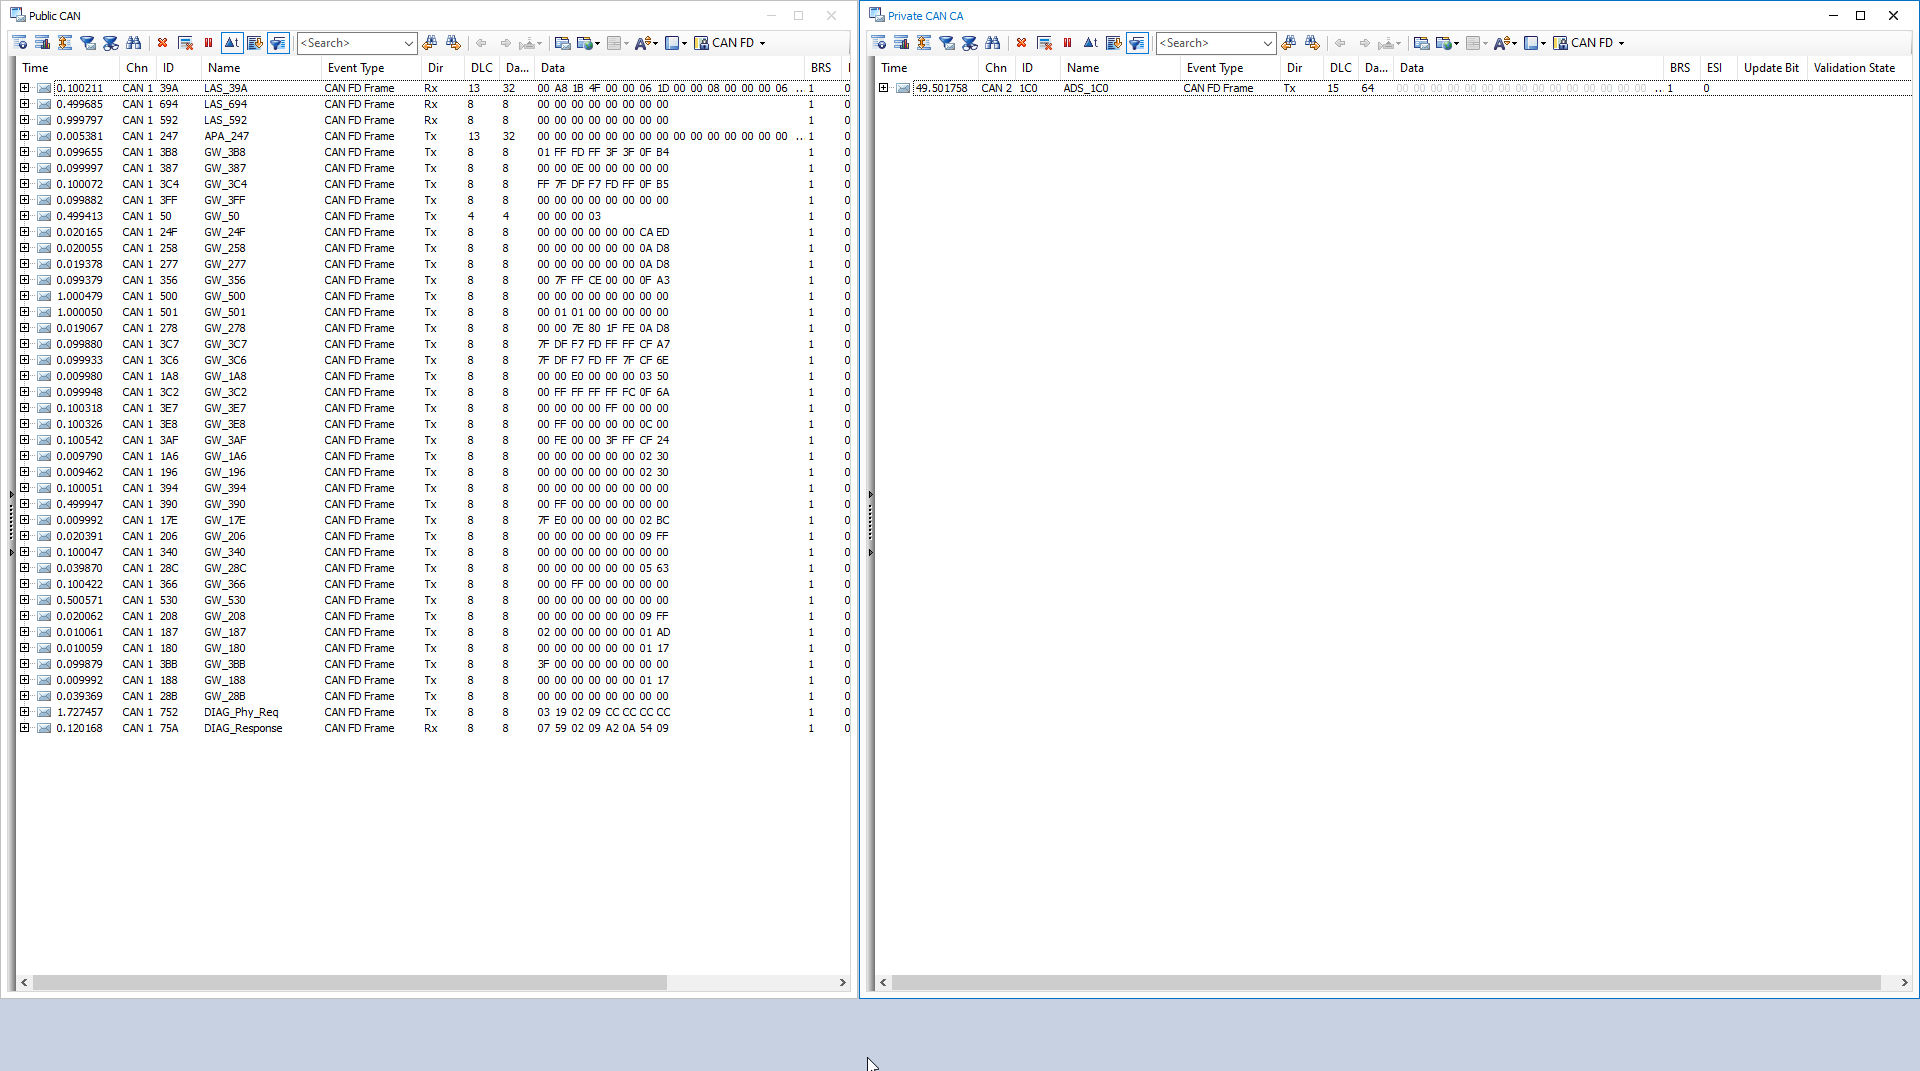 Public CAN
<Search>
CAN FD
Time Chn ID Name Event Type Dir DLC Da... Data BRS
0.100211 CAN 1 39A LAS_39A CAN FD Frame Rx 13 32 00 A8 1B 4F 00 00 06 1D 00 00 08 00 00 00 06 ... 1 0
0.499685 CAN 1 694 LAS_694 CAN FD Frame Rx 8 8 00 00 00 00 00 00 00 00 1 0
0.999797 CAN 1 592 LAS_592 CAN FD Frame Rx 8 8 00 00 00 00 00 00 00 00 1 0
0.005381 CAN 1 247 APA_247 CAN FD Frame Tx 13 32 00 00 00 00 00 00 00 00 00 00 00 00 00 00 00 ... 1 0
0.099655 CAN 1 3B8 GW_3B8 CAN FD Frame Tx 8 8 01 FF FD FF 3F 3F 0F B4 1 0
0.099997 CAN 1 387 GW_387 CAN FD Frame Tx 8 8 00 00 0E 00 00 00 00 00 1 0
0.100072 CAN 1 3C4 GW_3C4 CAN FD Frame Tx 8 8 FF 7F DF F7 FD FF 0F B5 1 0
0.099882 CAN 1 3FF GW_3FF CAN FD Frame Tx 8 8 00 00 00 00 00 00 00 00 1 0
0.499413 CAN 1 50 GW_50 CAN FD Frame Tx 4 4 00 00 00 03 1 0
0.020165 CAN 1 24F GW_24F CAN FD Frame Tx 8 8 00 00 00 00 00 00 CA ED 1 0
0.020055 CAN 1 258 GW_258 CAN FD Frame Tx 8 8 00 00 00 00 00 00 0A D8 1 0
0.019378 CAN 1 277 GW_277 CAN FD Frame Tx 8 8 00 00 00 00 00 00 0A D8 1 0
0.099379 CAN 1 356 GW_356 CAN FD Frame Tx 8 8 00 7F FF CE 00 00 0F A3 1 0
1.000479 CAN 1 500 GW_500 CAN FD Frame Tx 8 8 00 00 00 00 00 00 00 00 1 0
1.000050 CAN 1 501 GW_501 CAN FD Frame Tx 8 8 00 01 01 00 00 00 00 00 1 0
0.019067 CAN 1 278 GW_278 CAN FD Frame Tx 8 8 00 00 7E 80 1F FE 0A D8 1 0
0.099880 CAN 1 3C7 GW_3C7 CAN FD Frame Tx 8 8 7F DF F7 FD FF FF CF A7 1 0
0.099933 CAN 1 3C6 GW_3C6 CAN FD Frame Tx 8 8 7F DF F7 FD FF 7F CF 6E 1 0
0.009980 CAN 1 1A8 GW_1A8 CAN FD Frame Tx 8 8 00 00 E0 00 00 00 03 50 1 0
0.099948 CAN 1 3C2 GW_3C2 CAN FD Frame Tx 8 8 00 FF FF FF FF FC 0F 6A 1 0
0.100318 CAN 1 3E7 GW_3E7 CAN FD Frame Tx 8 8 00 00 00 00 FF 00 00 00 1 0
0.100326 CAN 1 3E8 GW_3E8 CAN FD Frame Tx 8 8 00 FF 00 00 00 00 0C 00 1 0
0.100542 CAN 1 3AF GW_3AF CAN FD Frame Tx 8 8 00 FE 00 00 3F FF CF 24 1 0
0.009790 CAN 1 1A6 GW_1A6 CAN FD Frame Tx 8 8 00 00 00 00 00 00 02 30 1 0
0.009462 CAN 1 196 GW_196 CAN FD Frame Tx 8 8 00 00 00 00 00 00 02 30 1 0
0.100051 CAN 1 394 GW_394 CAN FD Frame Tx 8 8 00 00 00 00 00 00 00 00 1 0
0.499947 CAN 1 390 GW_390 CAN FD Frame Tx 8 8 00 FF 00 00 00 00 00 00 1 0
0.009992 CAN 1 17E GW_17E CAN FD Frame Tx 8 8 7F E0 00 00 00 00 02 BC 1 0
0.020391 CAN 1 206 GW_206 CAN FD Frame Tx 8 8 00 00 00 00 00 00 09 FF 1 0
0.100047 CAN 1 340 GW_340 CAN FD Frame Tx 8 8 00 00 00 00 00 00 00 00 1 0
0.039870 CAN 1 28C GW_28C CAN FD Frame Tx 8 8 00 00 00 00 00 00 05 63 1 0
0.100422 CAN 1 366 GW_366 CAN FD Frame Tx 8 8 00 00 FF 00 00 00 00 00 1 0
0.500571 CAN 1 530 GW_530 CAN FD Frame Tx 8 8 00 00 00 00 00 00 00 00 1 0
0.020062 CAN 1 208 GW_208 CAN FD Frame Tx 8 8 00 00 00 00 00 00 09 FF 1 0
0.010061 CAN 1 187 GW_187 CAN FD Frame Tx 8 8 02 00 00 00 00 00 01 AD 1 0
0.010059 CAN 1 180 GW_180 CAN FD Frame Tx 8 8 00 00 00 00 00 00 01 17 1 0
0.099879 CAN 1 3BB GW_3BB CAN FD Frame Tx 8 8 3F 00 00 00 00 00 00 00 1 0
0.009992 CAN 1 188 GW_188 CAN FD Frame Tx 8 8 00 00 00 00 00 00 01 17 1 0
0.039369 CAN 1 28B GW_28B CAN FD Frame Tx 8 8 00 00 00 00 00 00 00 00 1 0
1.727457 CAN 1 752 DIAG_Phy_Req CAN FD Frame Tx 8 8 03 19 02 09 CC CC CC CC 1 0
0.120168 CAN 1 75A DIAG_Response CAN FD Frame Rx 8 8 07 59 02 09 A2 0A 54 09 1 0
Private CAN CA
<Search>
CAN FD
Time Chn ID Name Event Type Dir DLC Da... Data BRS ESI Update Bit Validation State
49.501758 CAN 2 1C0 ADS_1C0 CAN FD Frame Tx 15 64 00 00 00 00 00 00 00 00 00 00 00 00 00 00 00 ... 1 0